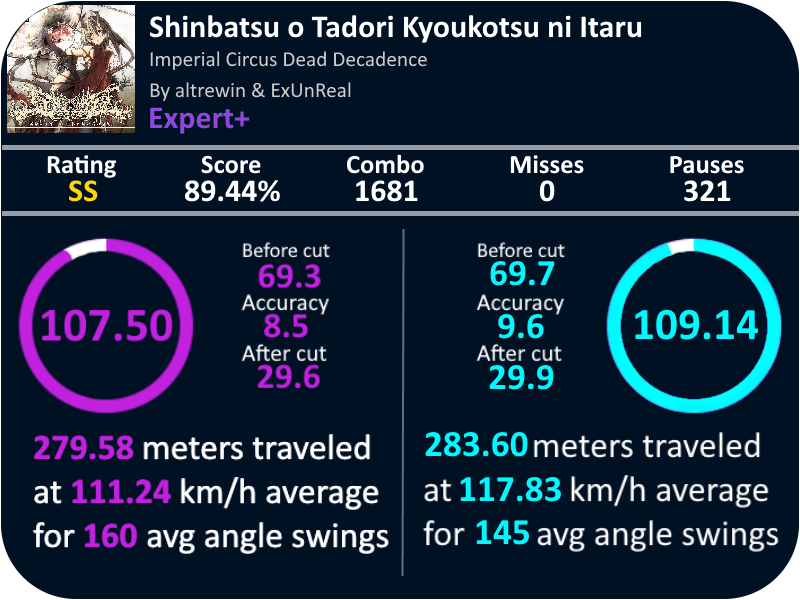 Shinbatsu o Tadori Kyoukotsu ni Itaru
Imperial Circus Dead Decadence
By altrewin & ExUnReal
Expert+
Rating Score Combo Misses Pauses
SS 89.44% 1681 0 321
107.50
Before cut
69.3
Accuracy
8.5
After cut
29.6
279.58 meters traveled
at 111.24 km/h average
for 160 avg angle swings
Before cut
69.7
Accuracy
9.6
After cut
29.9
109.14
283.60 meters traveled
at 117.83 km/h average
for 145 avg angle swings